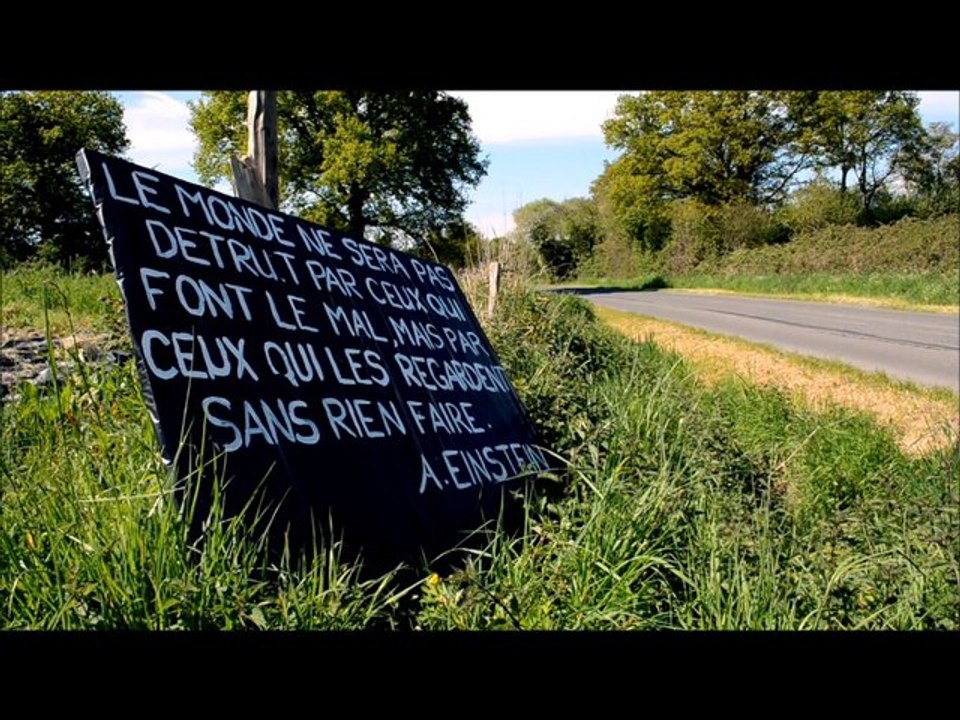 LE MONDE NE SERA PAS
DETRUIT PAR CEUX QUI
FONT LE MAL, MAIS PAR
CEUX QUI LES REGARDENT
SANS RIEN FAIRE.
A. EINSTEIN